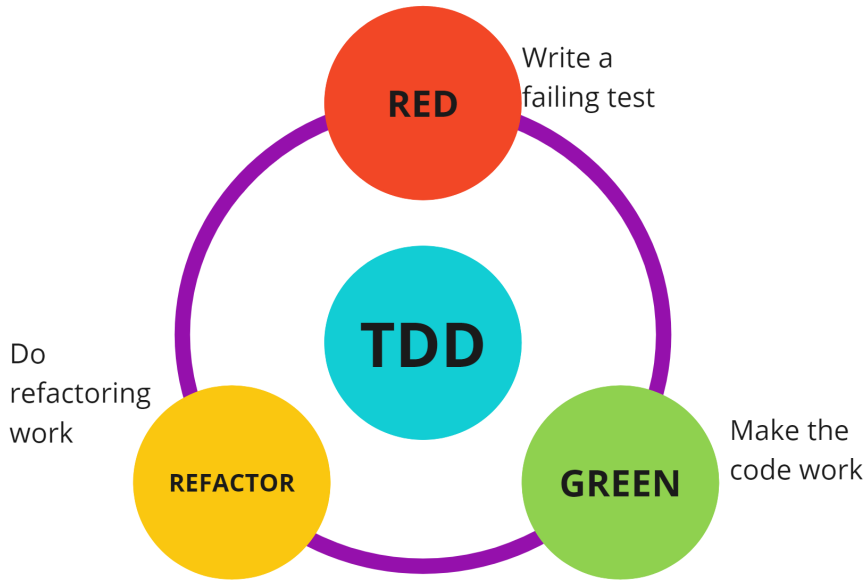 Write a
failing test
RED
TDD
Do
refactoring
work
REFACTOR
GREEN
Make the
code work